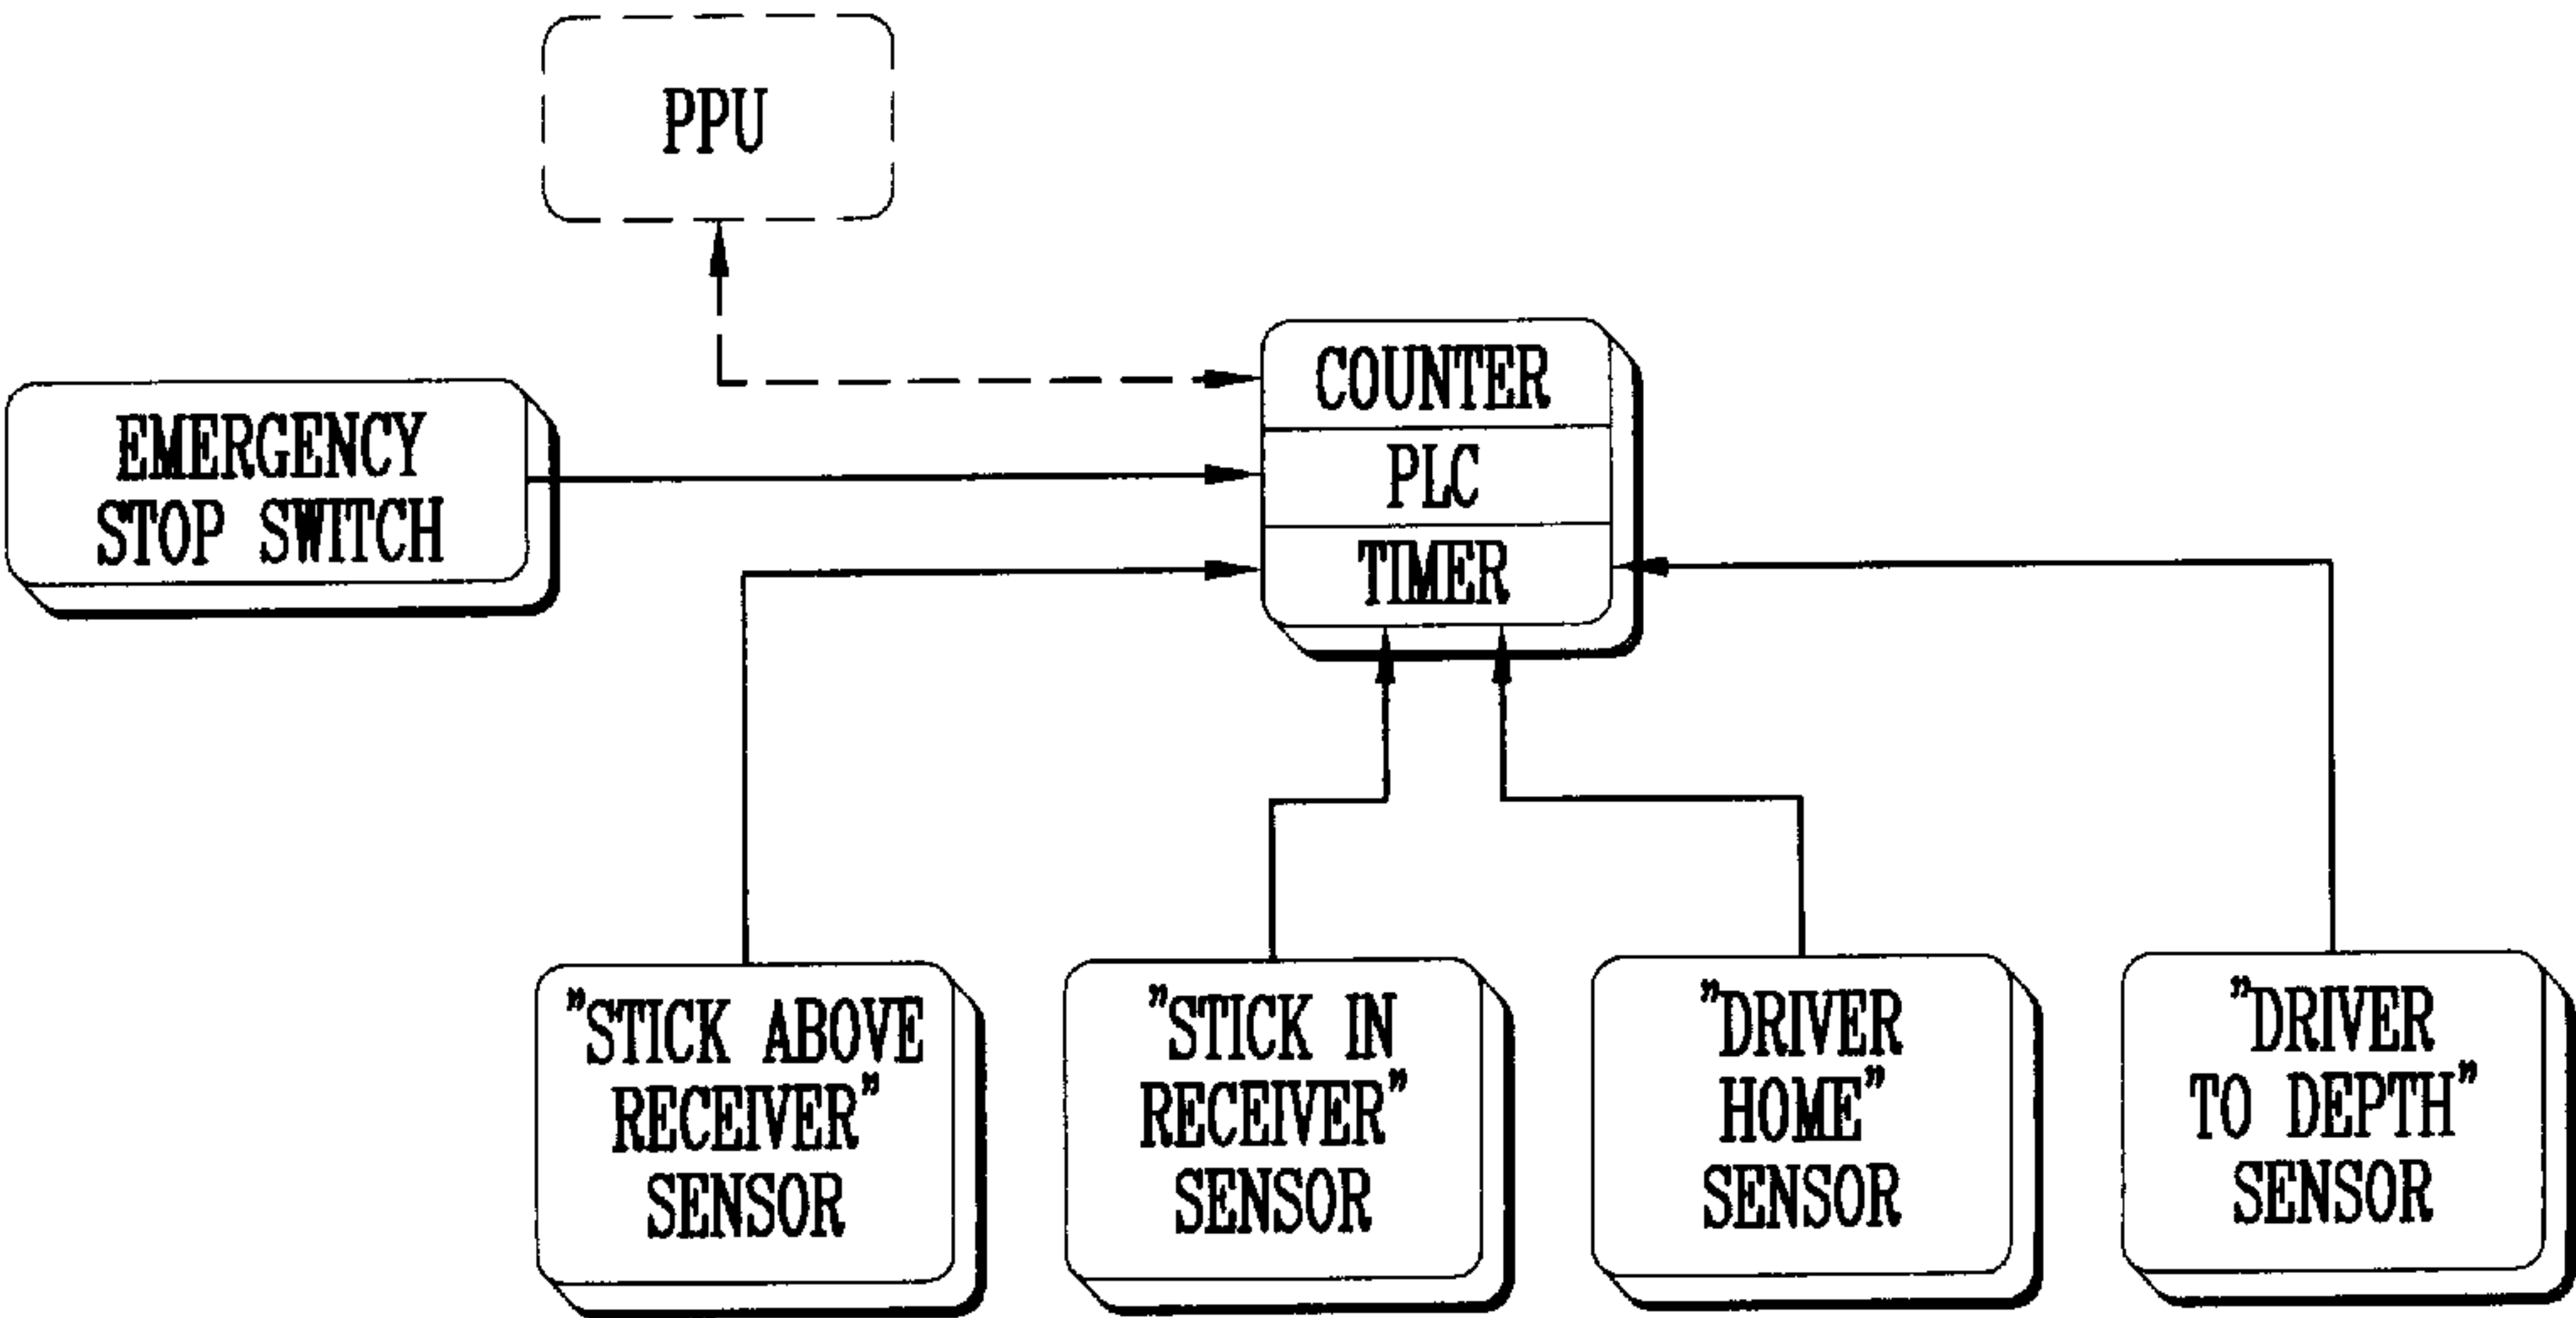 PPU
COUNTER
PLC
TIMER
EMERGENCY
STOP SWITCH
"STICK ABOVE
RECEIVER"
SENSOR
"STICK IN
RECEIVER"
SENSOR
"DRIVER
HOME"
SENSOR
"DRIVER
TO DEPTH"
SENSOR